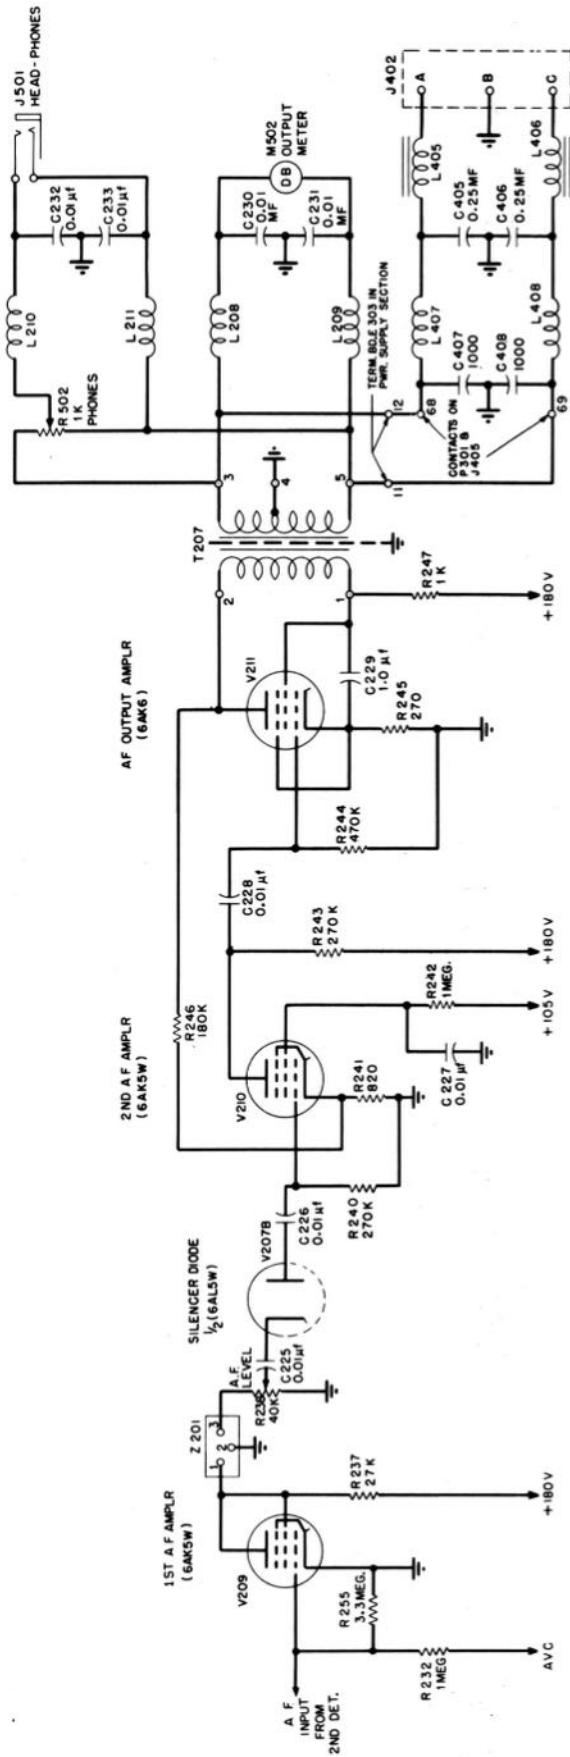 1ST A F AMPLR
(6AK5W)
V209
A F
INPUT
FROM
2ND DET.
R255
3.3MEG.
R232
1MEG
AVC
R237
27K
+180V
Z 201
1
2
3
A.F.
LEVEL
R238
40K
C225
0.01µf
SILENCER DIODE
½(6AL5W)
V207B
C226
0.01µf
R240
270K
2ND A F AMPLR
(6AK5W)
V210
R246
180K
R241
820
C227
0.01µf
R242
1MEG.
+105V
R243
270K
+180V
C228
0.01µf
R244
470K
AF OUTPUT AMPLR
(6AK6)
V211
C229
1.0µf
R245
270
R247
1K
+180V
T207
2
1
3
4
5
R502
1K
PHONES
L210
L211
C232
0.01µf
C233
0.01µf
J501
HEAD-PHONES
L208
L209
C230
0.01
MF
C231
0.01
MF
M502
OUTPUT
METER
DB
TERM. BD.E303 IN
PWR. SUPPLY SECTION
12
11
68
69
CONTACTS ON
P301 &
J405
C407
1000
C408
1000
L407
L408
C405
0.25MF
C406
0.25MF
L405
L406
J402
A
B
C